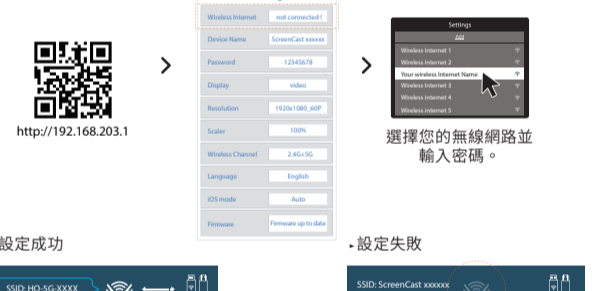 http://192.168.203.1
Wireless Internet not connected!
Device Name ScreenCast xxxxxx
Password 12345678
Display video
Resolution 1920x1080_60P
Scaler 100%
Wireless Channel 2.4G+5G
Language English
iOS mode Auto
Firmware Firmware up to date
Settings
Add
Wireless Internet 1
Wireless Internet 2
Your wireless Internet Name
Wireless Internet 3
Wireless Internet 4
Wireless Internet 5
選擇您的無線網路並
輸入密碼。
設定成功
SSID: HO-5G-XXXX
設定失敗
SSID: ScreenCast xxxxxx